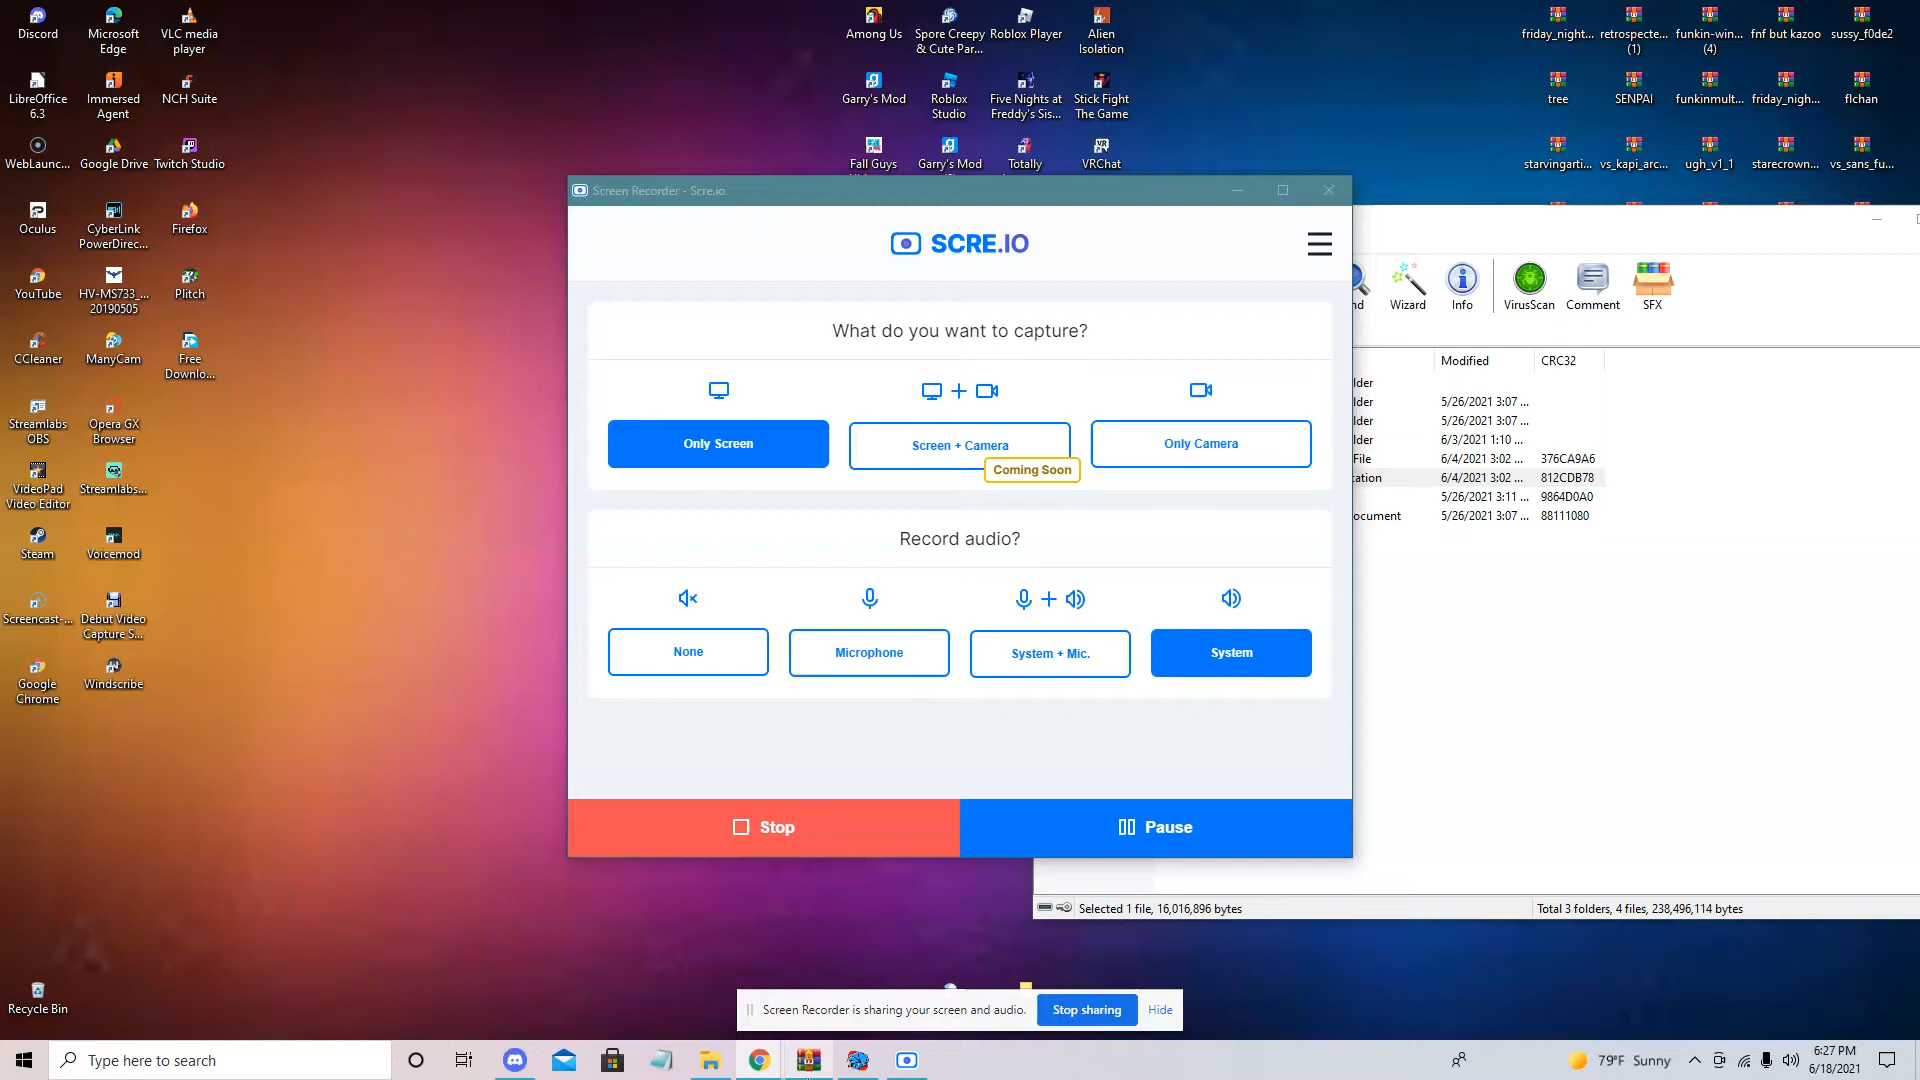 Discord
Microsoft
Edge
VLC media
player
Among Us
Spore Creepy
& Cute Par...
Roblox Player
Alien
Isolation
friday_night...
retrospecte...
(1)
funkin-win...
(4)
fnf but kazoo
sussy_f0de2
LibreOffice
6.3
Immersed
Agent
NCH Suite
Garry's Mod
Roblox
Studio
Five Nights at
Freddy's Sis...
Stick Fight
The Game
tree
SENPAI
funkinmult...
friday_nigh...
flchan
WebLaunc...
Google Drive
Twitch Studio
Fall Guys
Garry's Mod
Totally
VRChat
starvingarti...
vs_kapi_arc...
ugh_v1_1
starecrown...
vs_sans_fu...
Screen Recorder - Scre.io
Oculus
CyberLink
PowerDirec...
Firefox
SCRE.IO
YouTube
HV-MS733_...
20190505
Plitch
nd
Wizard
Info
VirusScan
Comment
SFX
What do you want to capture?
CCleaner
ManyCam
Free
Downlo...
Modified
CRC32
lder
lder
5/26/2021 3:07 ...
lder
5/26/2021 3:07 ...
lder
6/3/2021 1:10 ...
File
6/4/2021 3:02 ...
376CA9A6
cation
6/4/2021 3:02 ...
812CDB78
5/26/2021 3:11 ...
9864D0A0
ocument
5/26/2021 3:07 ...
88111080
Streamlabs
OBS
Opera GX
Browser
Only Screen
Screen + Camera
Only Camera
Coming Soon
VideoPad
Video Editor
Streamlabs...
Record audio?
Steam
Voicemod
Screencast-...
Debut Video
Capture S...
None
Microphone
System + Mic.
System
Google
Chrome
Windscribe
Stop
Pause
Selected 1 file, 16,016,896 bytes
Total 3 folders, 4 files, 238,496,114 bytes
Recycle Bin
Screen Recorder is sharing your screen and audio.
Stop sharing
Hide
Type here to search
79°F Sunny
6:27 PM
6/18/2021